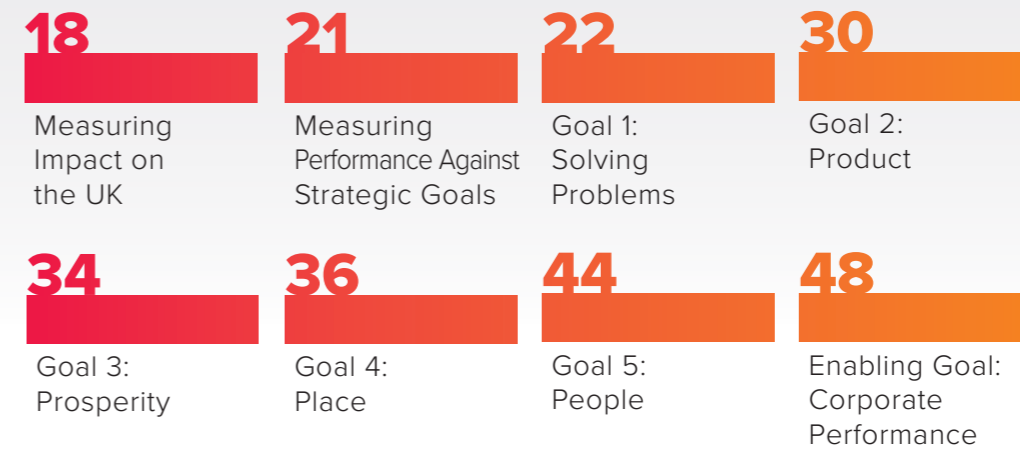 18
Measuring
Impact on
the UK
21
Measuring
Performance Against
Strategic Goals
22
Goal 1:
Solving
Problems
30
Goal 2:
Product
34
Goal 3:
Prosperity
36
Goal 4:
Place
44
Goal 5:
People
48
Enabling Goal:
Corporate
Performance